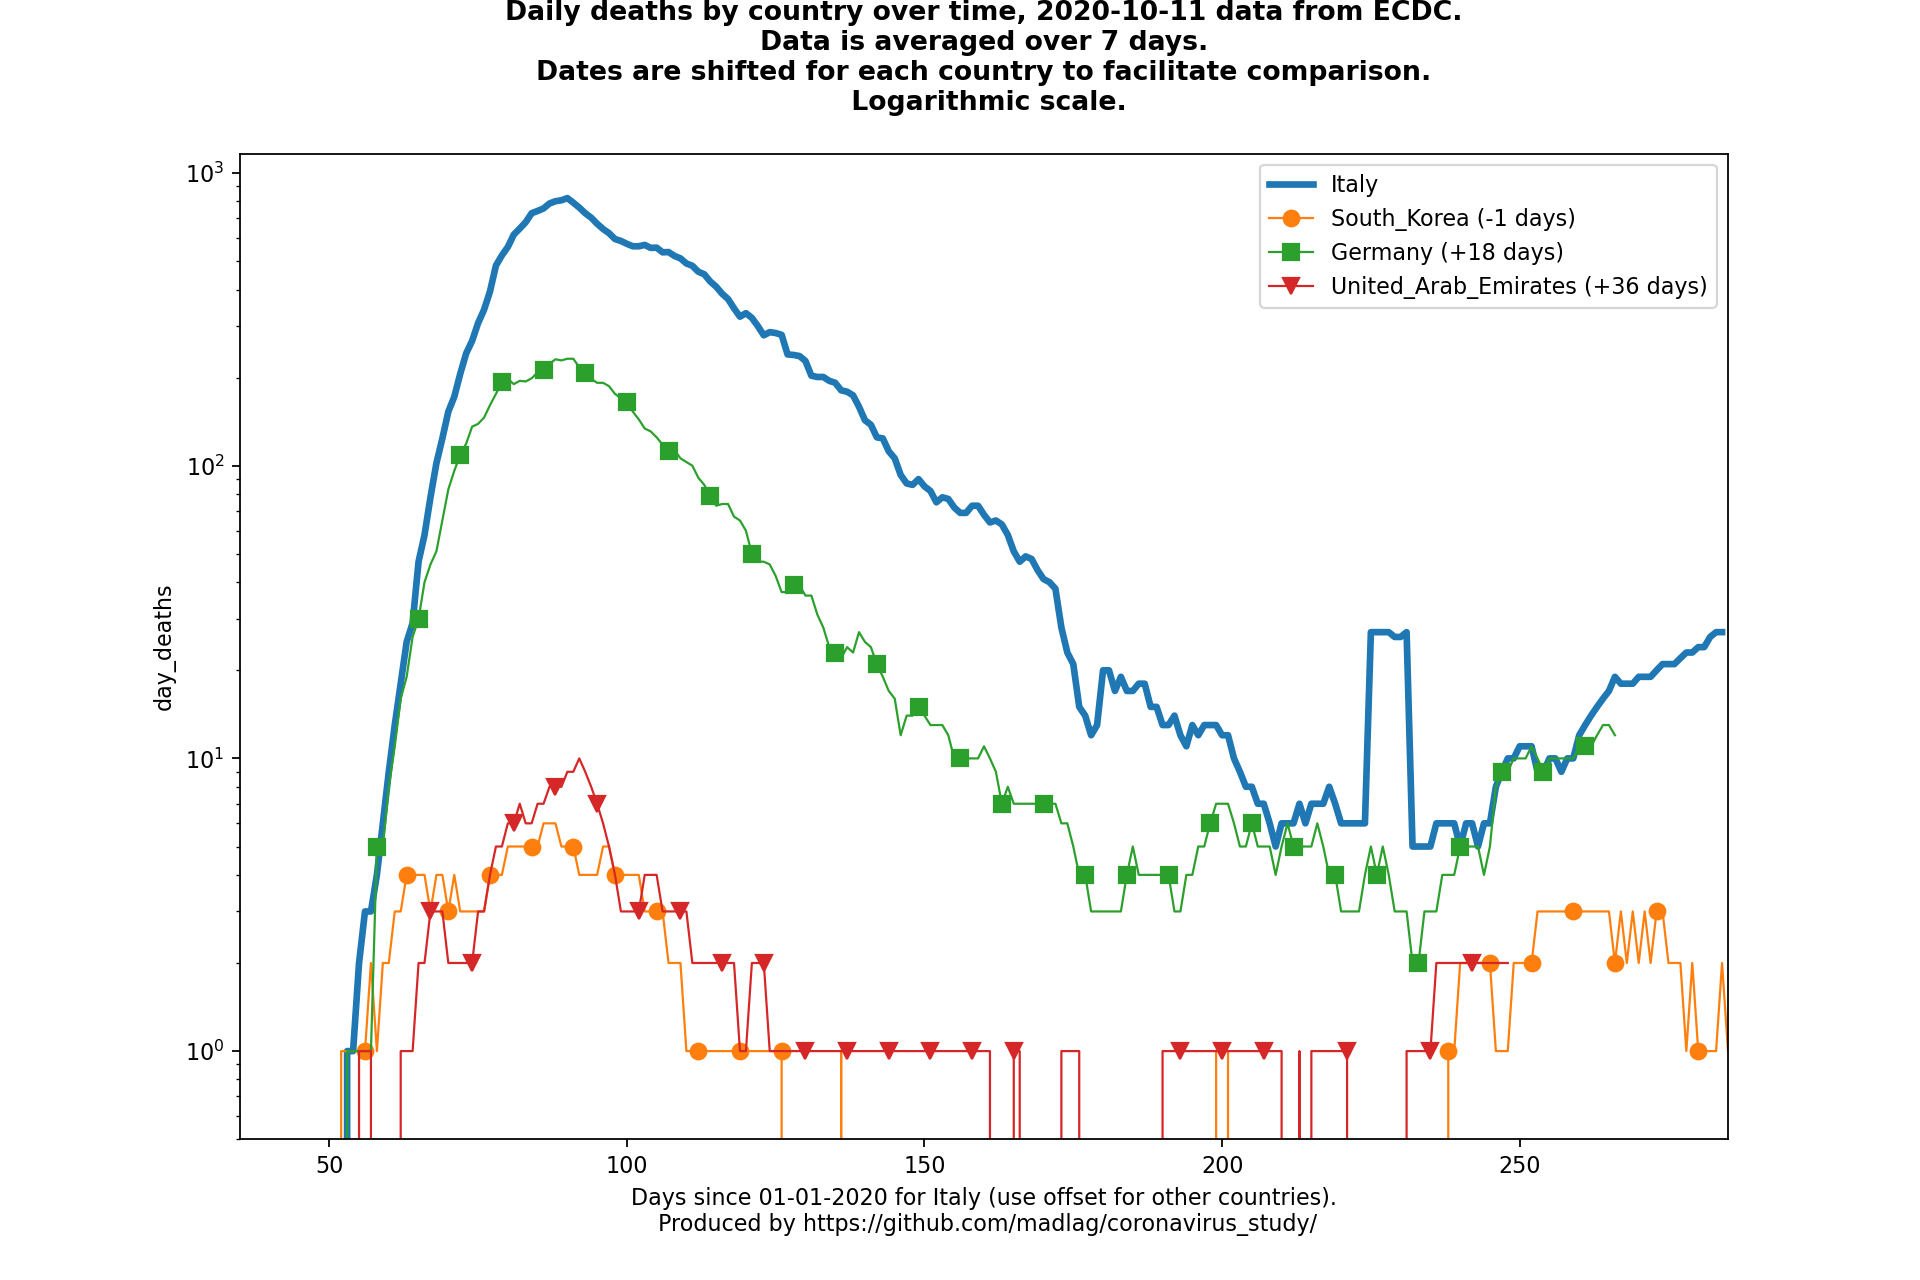 Daily deaths by country over time, 2020-10-11 data from ECDC.
Data is averaged over 7 days.
Dates are shifted for each country to facilitate comparison.
Logarithmic scale.
10³
10²
10¹
10⁰
day_deaths
Italy
South_Korea (-1 days)
Germany (+18 days)
United_Arab_Emirates (+36 days)
50 100 150 200 250
Days since 01-01-2020 for Italy (use offset for other countries).
Produced by https://github.com/madlag/coronavirus_study/